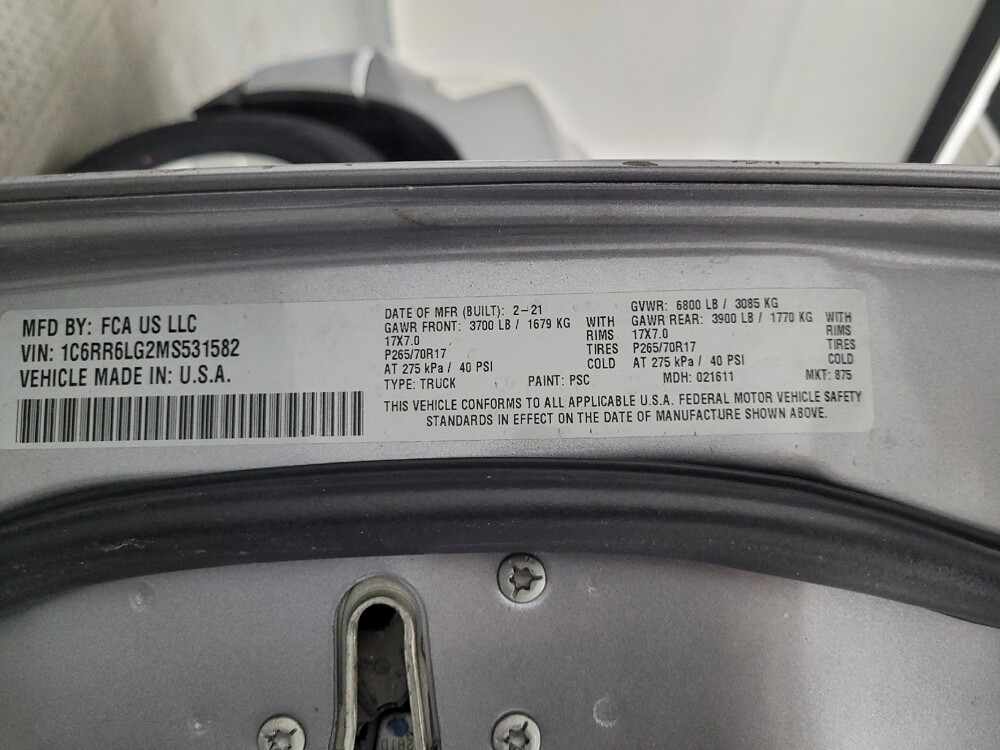 MFD BY: FCA US LLC
VIN: 1C6RR6LG2MS531582
VEHICLE MADE IN: U.S.A.
DATE OF MFR (BUILT): 2-21
GAWR FRONT: 3700 LB / 1679 KG WITH
17X7.0 RIMS
P265/70R17 TIRES
AT 275 kPa / 40 PSI COLD
GVWR: 6800 LB / 3085 KG
GAWR REAR: 3900 LB / 1770 KG WITH
17X7.0 RIMS
P265/70R17 TIRES
AT 275 kPa / 40 PSI COLD
TYPE: TRUCK PAINT: PSC MDH: 021611 MKT: 875
THIS VEHICLE CONFORMS TO ALL APPLICABLE U.S.A. FEDERAL MOTOR VEHICLE SAFETY
STANDARDS IN EFFECT ON THE DATE OF MANUFACTURE SHOWN ABOVE.